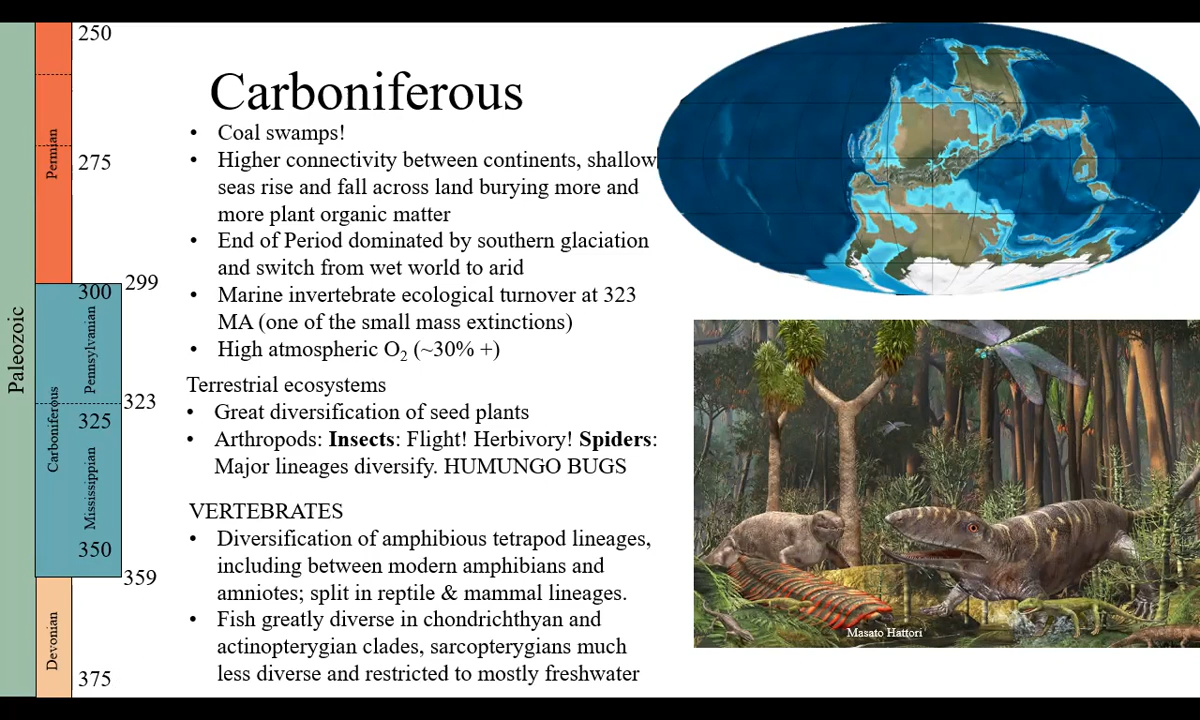 Paleozoic
Permian
Carboniferous
Pennsylvanian
Mississippian
Devonian
250
275
299
300
323
325
350
359
375
Carboniferous
• Coal swamps!
• Higher connectivity between continents, shallow
seas rise and fall across land burying more and
more plant organic matter
• End of Period dominated by southern glaciation
and switch from wet world to arid
• Marine invertebrate ecological turnover at 323
MA (one of the small mass extinctions)
• High atmospheric O₂ (~30% +)
Terrestrial ecosystems
• Great diversification of seed plants
• Arthropods: Insects: Flight! Herbivory! Spiders:
Major lineages diversify. HUMUNGO BUGS
VERTEBRATES
• Diversification of amphibious tetrapod lineages,
including between modern amphibians and
amniotes; split in reptile & mammal lineages.
• Fish greatly diverse in chondrichthyan and
actinopterygian clades, sarcopterygians much
less diverse and restricted to mostly freshwater
Masato Hattori